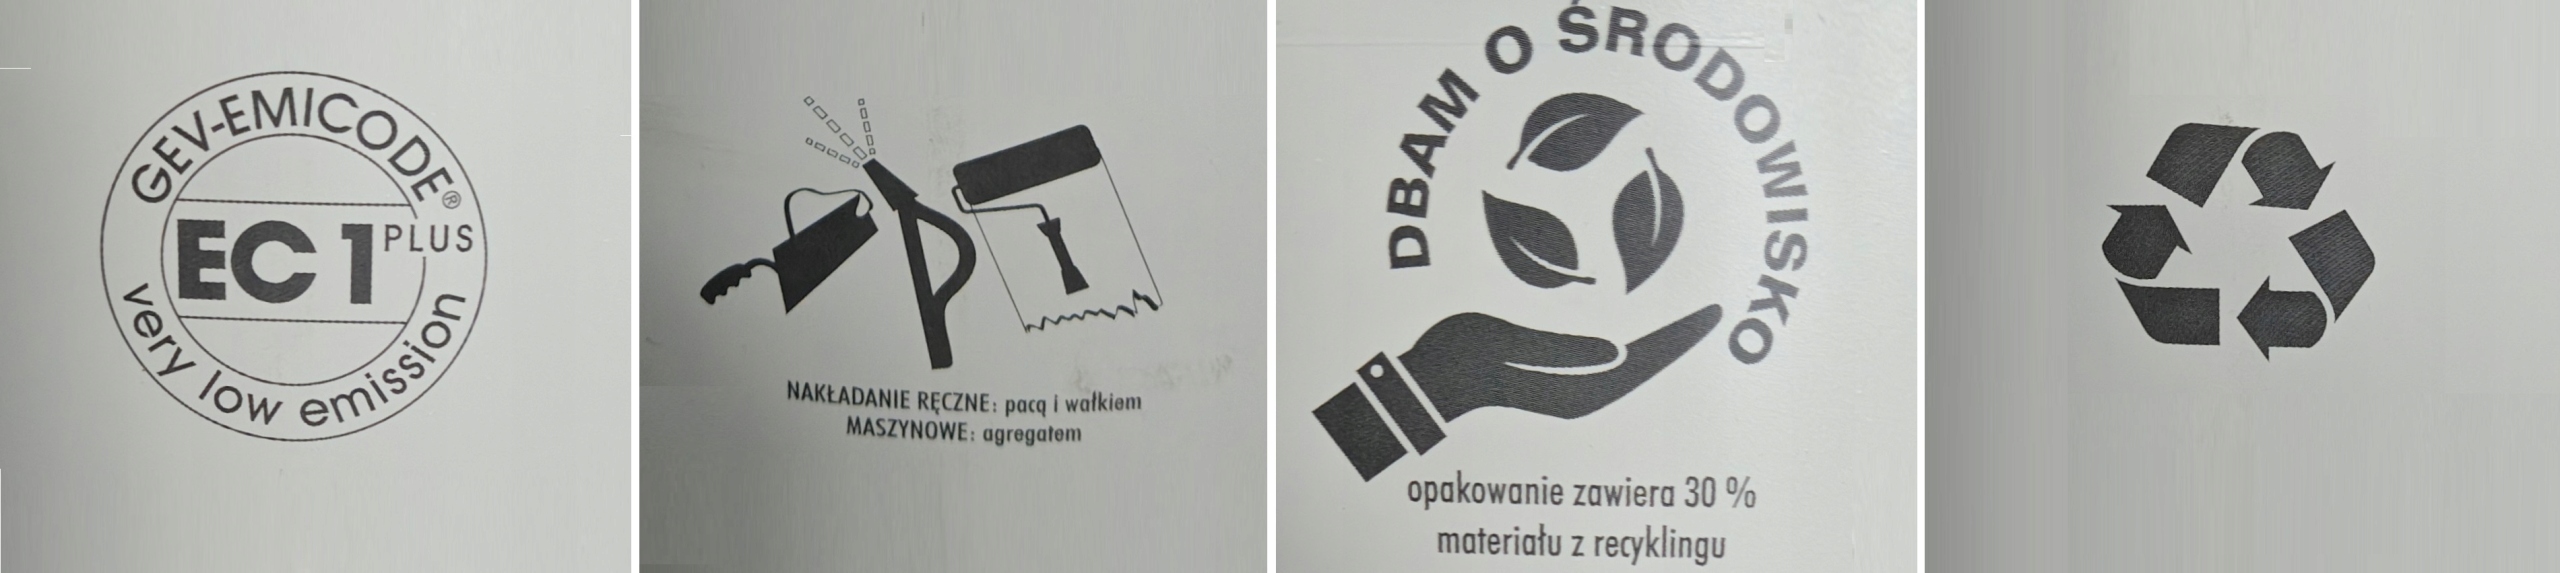 GEV-EMICODE®
EC 1 PLUS
very low emission
NAKŁADANIE RĘCZNE: pacą i wałkiem
MASZYNOWE: agregatem
DBAM O ŚRODOWISKO
opakowanie zawiera 30 %
materiału z recyklingu